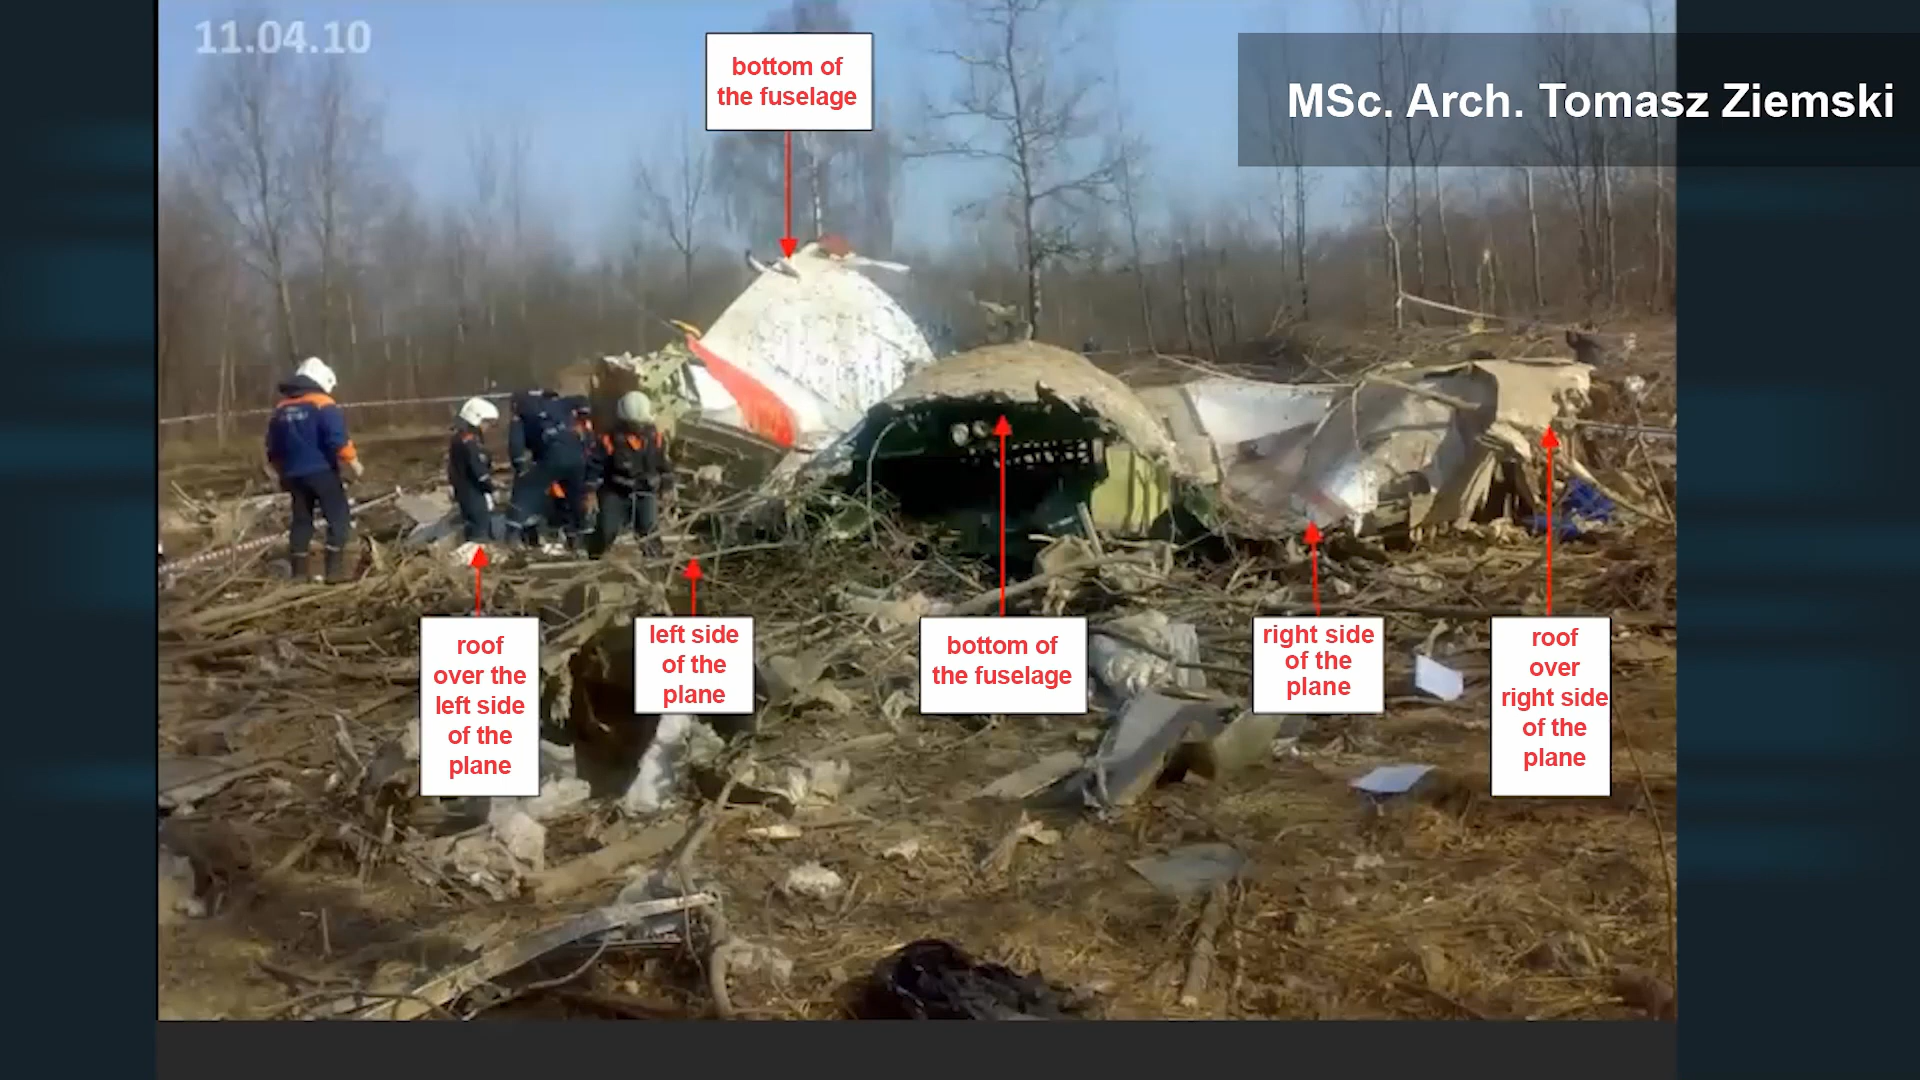 11.04.10
bottom of
the fuselage
MSc. Arch. Tomasz Ziemski
roof
over the
left side
of the
plane
left side
of the
plane
bottom of
the fuselage
right side
of the
plane
roof
over
right side
of the
plane